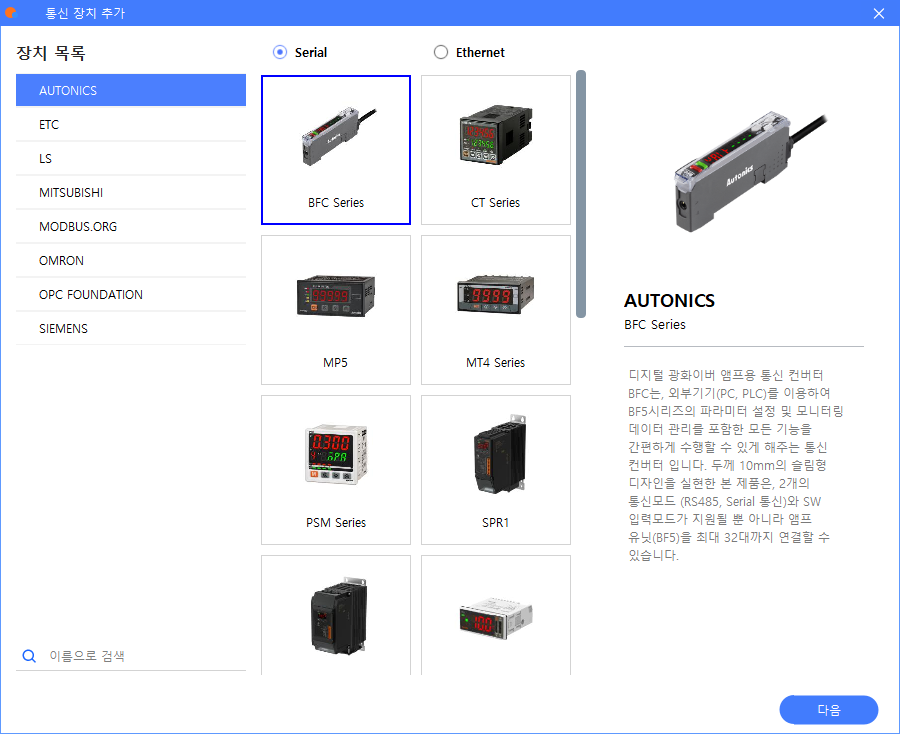 통신 장치 추가
장치 목록
AUTONICS
ETC
LS
MITSUBISHI
MODBUS.ORG
OMRON
OPC FOUNDATION
SIEMENS
이름으로 검색
Serial
Ethernet
BFC Series
CT Series
MP5
MT4 Series
PSM Series
SPR1
Autonics
AUTONICS
BFC Series
디지털 광화이버 앰프용 통신 컨버터
BFC는, 외부기기(PC, PLC)를 이용하여
BF5시리즈의 파라미터 설정 및 모니터링
데이터 관리를 포함한 모든 기능을
간편하게 수행할 수 있게 해주는 통신
컨버터 입니다. 두께 10mm의 슬림형
디자인을 실현한 본 제품은, 2개의
통신모드 (RS485, Serial 통신)와 SW
입력모드가 지원될 뿐 아니라 앰프
유닛(BF5)을 최대 32대까지 연결할 수
있습니다.
다음